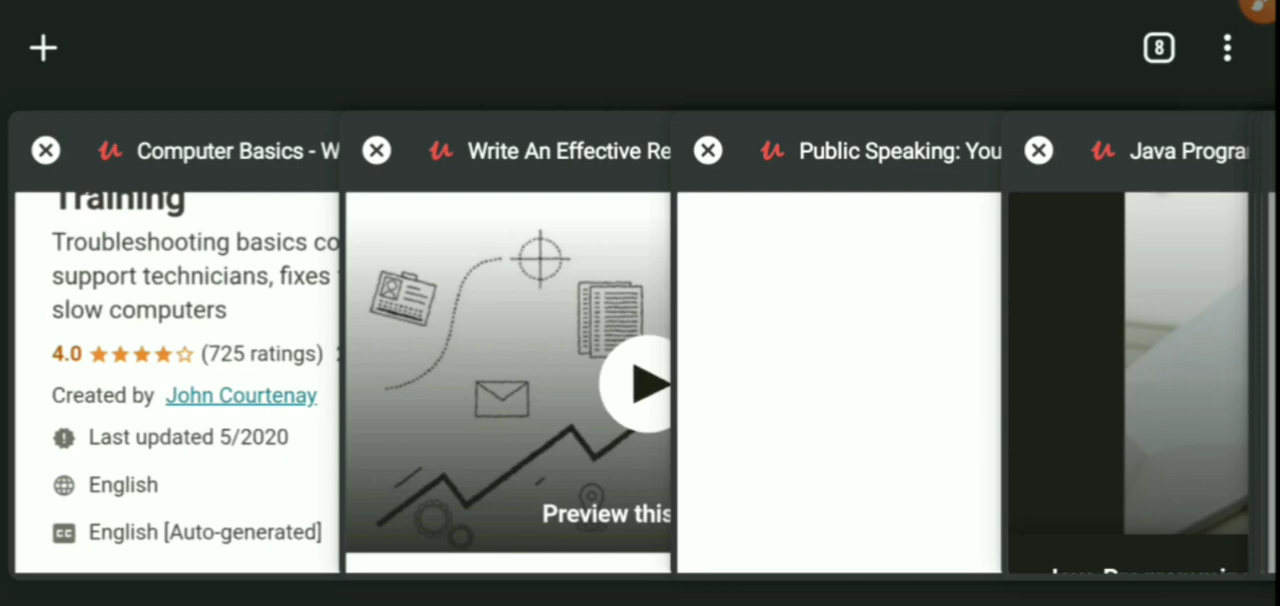 8
Computer Basics - W
Write An Effective Re
Public Speaking: You
Java Progra
Training
Troubleshooting basics co
support technicians, fixes
slow computers
4.0 (725 ratings)
Created by John Courtenay
Last updated 5/2020
English
CC English [Auto-generated]
Preview this